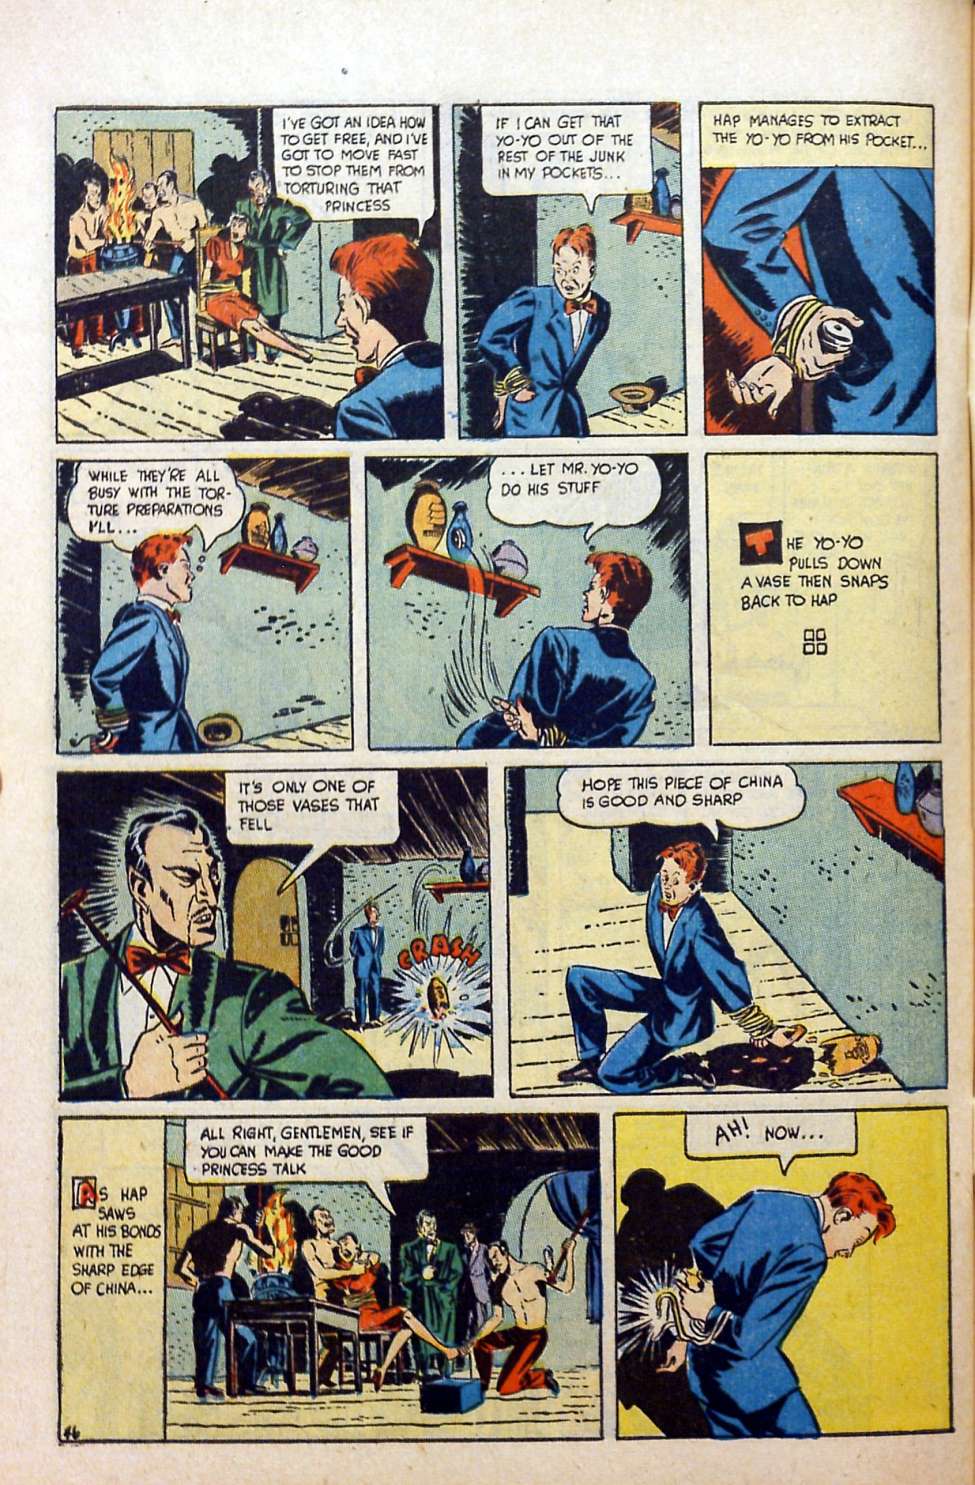 I'VE GOT AN IDEA HOW
TO GET FREE, AND I'VE
GOT TO MOVE FAST
TO STOP THEM FROM
TORTURING THAT
PRINCESS
IF I CAN GET THAT
YO-YO OUT OF THE
REST OF THE JUNK
IN MY POCKETS...
HAP MANAGES TO EXTRACT
THE YO-YO FROM HIS POCKET...
WHILE THEY'RE ALL
BUSY WITH THE TOR-
TURE PREPARATIONS
I'LL...
...LET MR. YO-YO
DO HIS STUFF
THE YO-YO
PULLS DOWN
A VASE THEN SNAPS
BACK TO HAP
IT'S ONLY ONE OF
THOSE VASES THAT
FELL
CRASH
HOPE THIS PIECE OF CHINA
IS GOOD AND SHARP
AS HAP
SAWS
AT HIS BONDS
WITH THE
SHARP EDGE
OF CHINA...
ALL RIGHT, GENTLEMEN, SEE IF
YOU CAN MAKE THE GOOD
PRINCESS TALK
AH! NOW...
46